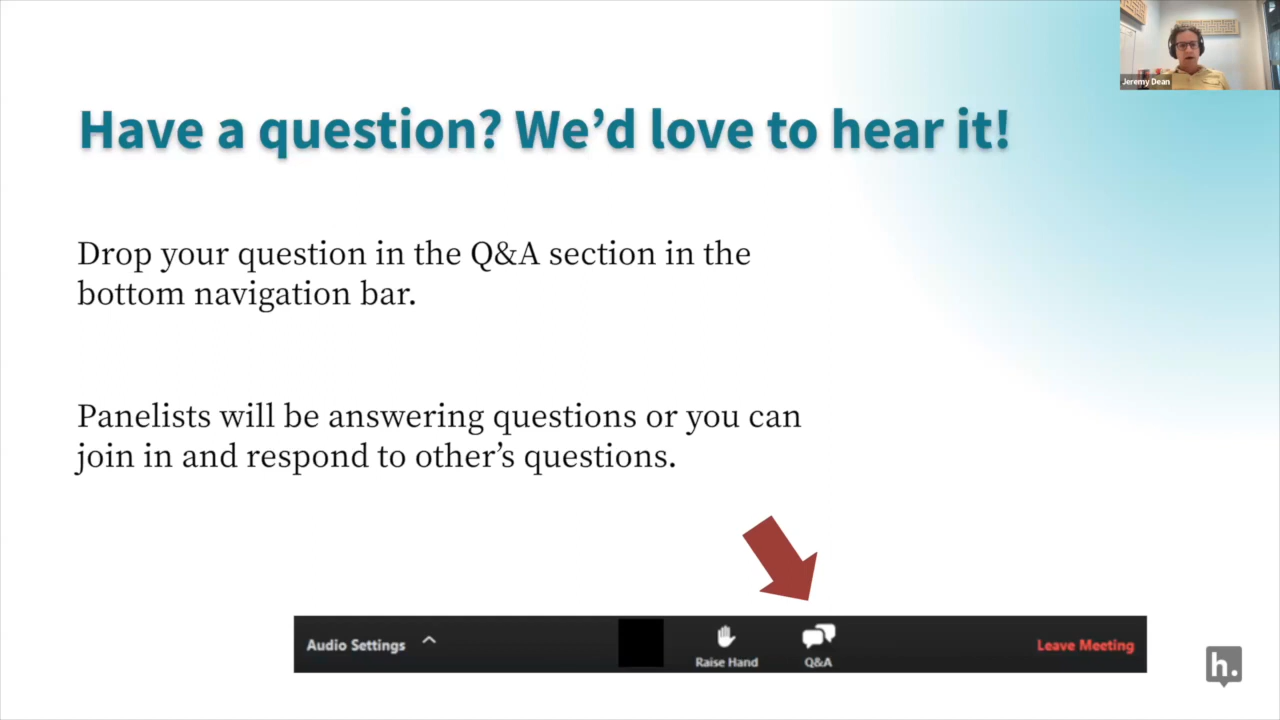 Jeremy Dean
Have a question? We’d love to hear it!
Drop your question in the Q&A section in the
bottom navigation bar.
Panelists will be answering questions or you can
join in and respond to other’s questions.
Audio Settings
Raise Hand
Q&A
Leave Meeting
h.